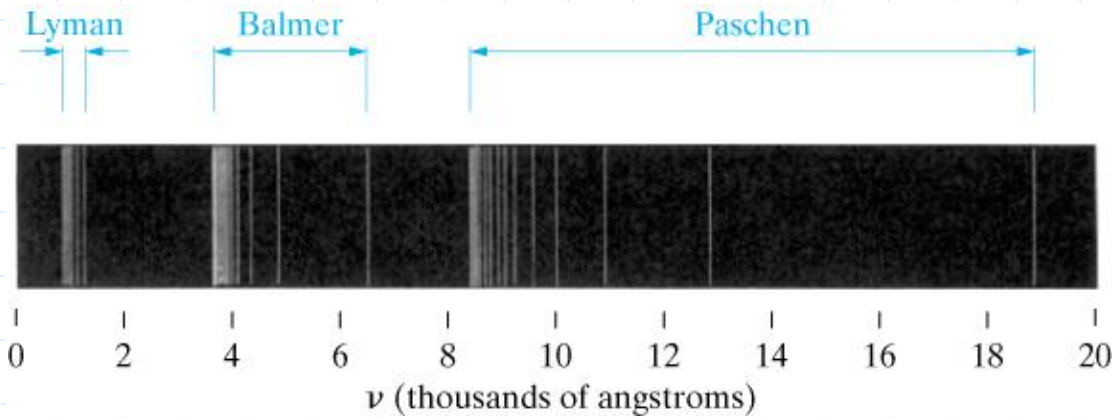 Lyman Balmer Paschen
0 2 4 6 8 10 12 14 16 18 20
ν (thousands of angstroms)